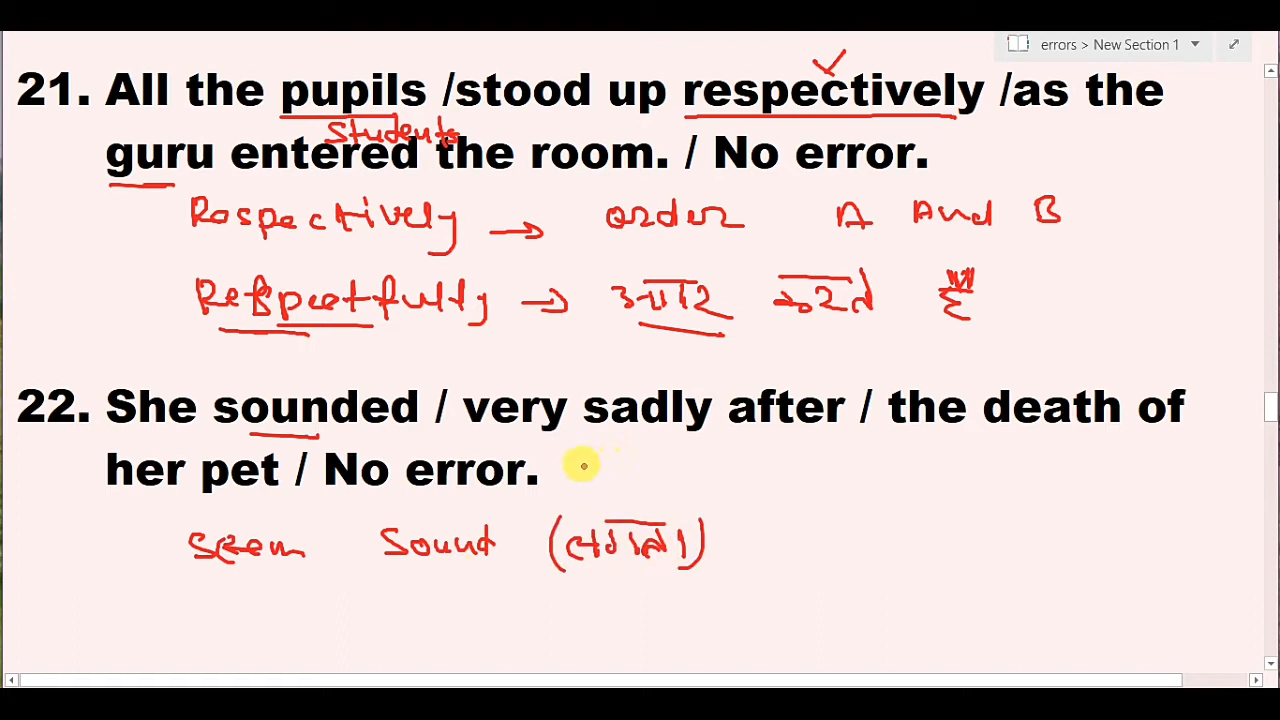 errors > New Section 1
21. All the pupils /stood up respectively /as the
students
guru entered the room. / No error.
Respectively → order A And B
Respectfully →
22. She sounded / very sadly after / the death of
her pet / No error.
seem sound